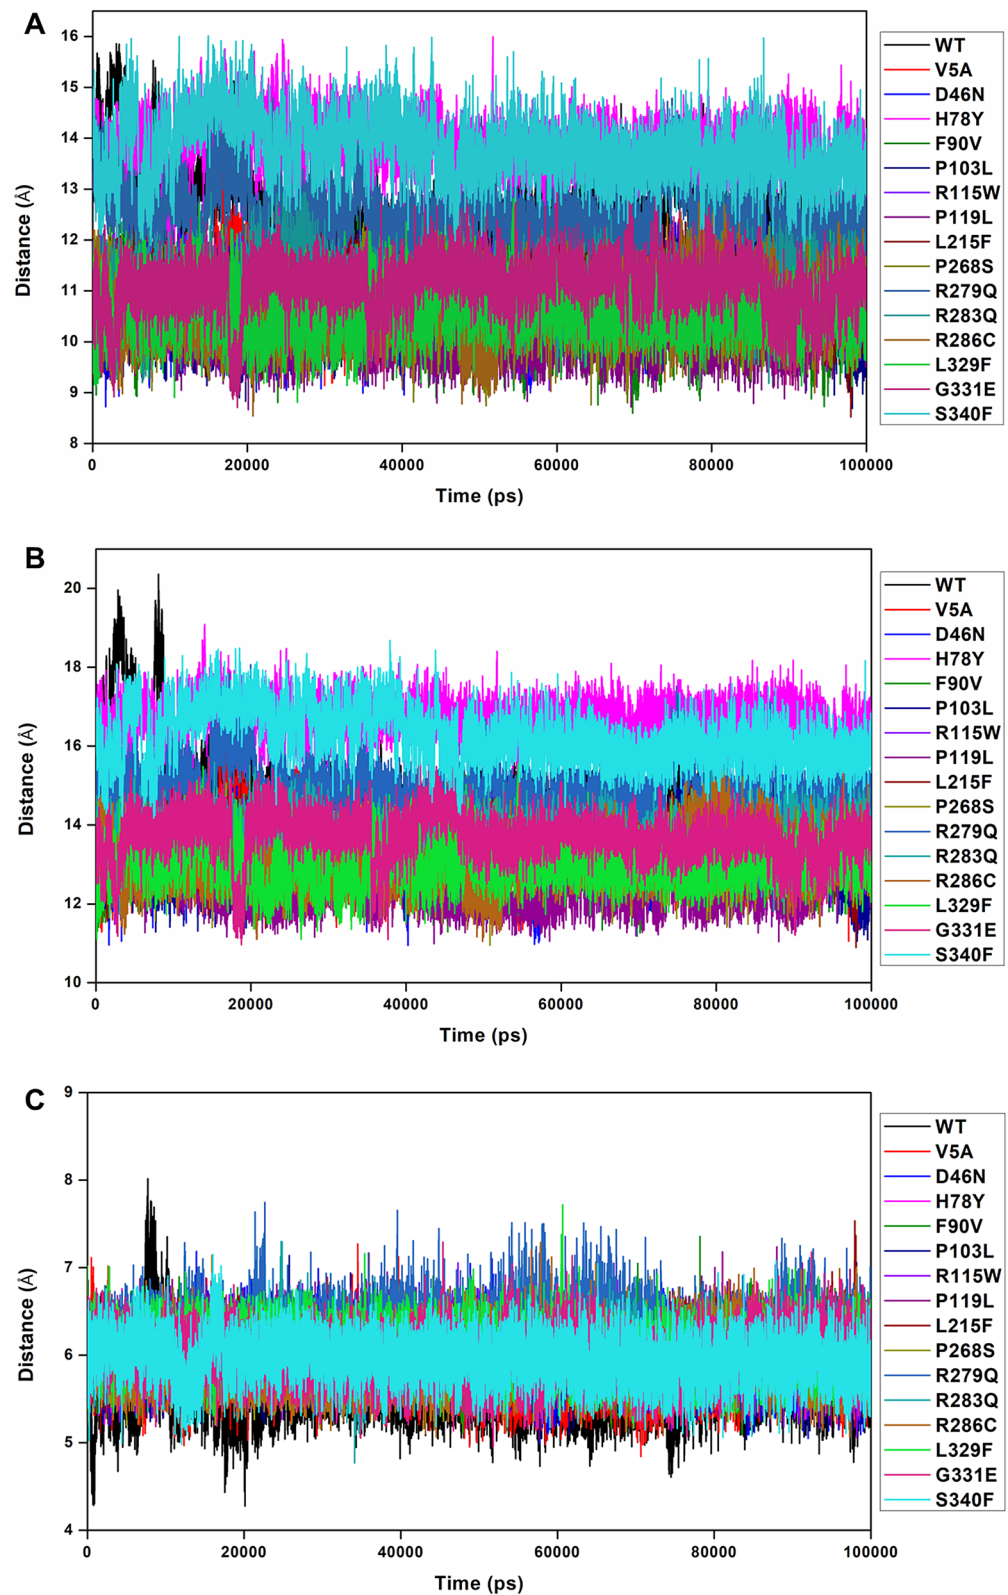 A
16
15
14
13
12
11
10
9
8
Distance (Å)
0 20000 40000 60000 80000 100000
Time (ps)
WT
V5A
D46N
H78Y
F90V
P103L
R115W
P119L
L215F
P268S
R279Q
R283Q
R286C
L329F
G331E
S340F
B
20
18
16
14
12
10
Distance (Å)
0 20000 40000 60000 80000 100000
Time (ps)
WT
V5A
D46N
H78Y
F90V
P103L
R115W
P119L
L215F
P268S
R279Q
R283Q
R286C
L329F
G331E
S340F
C
9
8
7
6
5
4
Distance (Å)
0 20000 40000 60000 80000 100000
Time (ps)
WT
V5A
D46N
H78Y
F90V
P103L
R115W
P119L
L215F
P268S
R279Q
R283Q
R286C
L329F
G331E
S340F